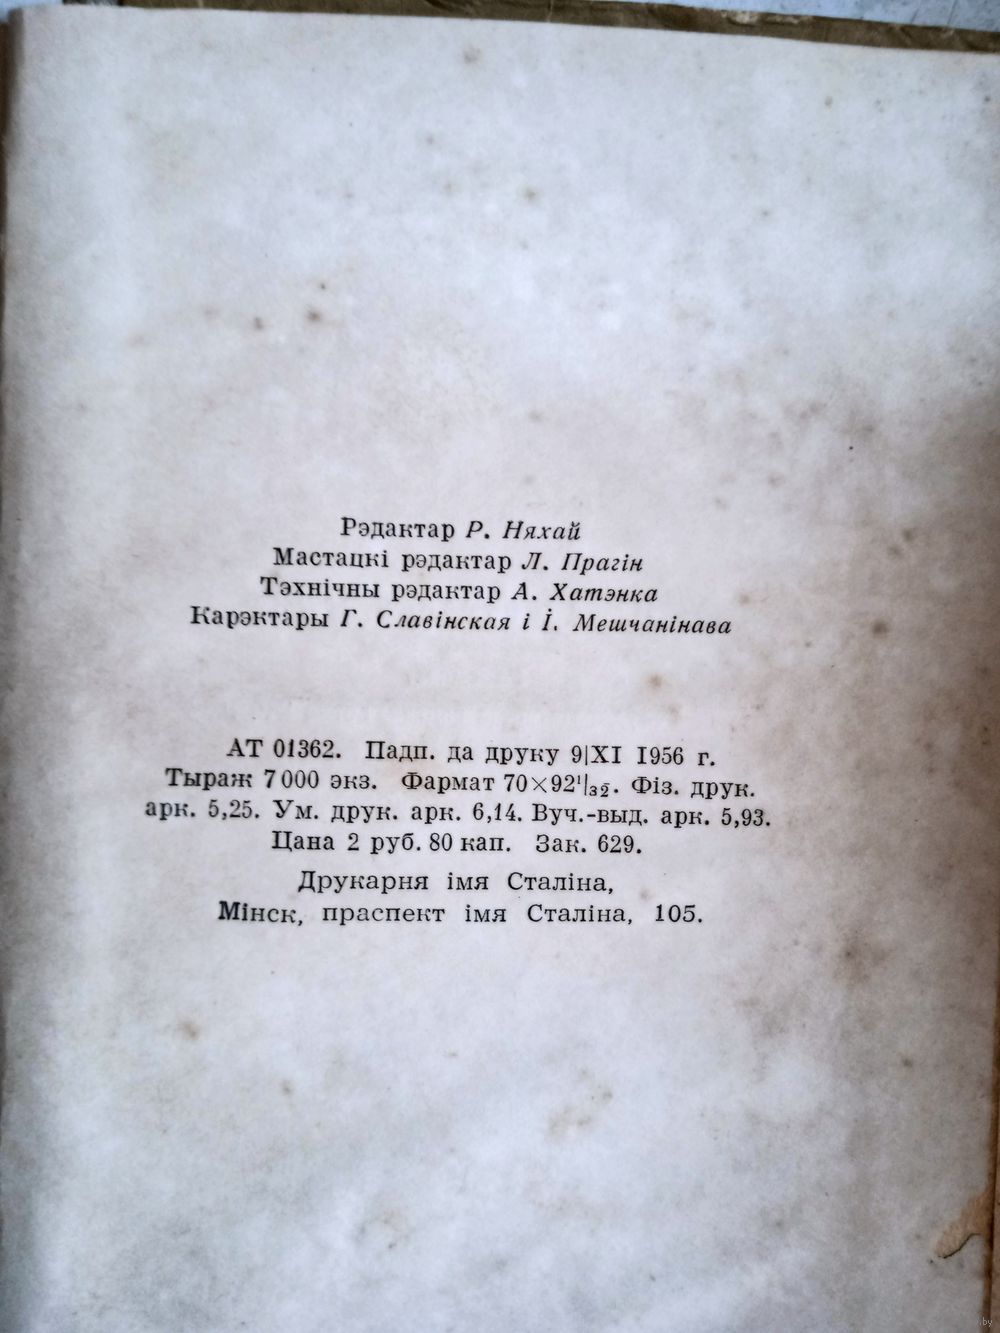 Рэдактар Р. Няхай
Мастацкі рэдактар Л. Прагін
Тэхнічны рэдактар А. Хатэнка
Карэктары Г. Славінская і І. Мешчанінава
АТ 01362. Падп. да друку 9|XI 1956 г.
Тыраж 7 000 экз. Фармат 70×92¹|₃₂. Фіз. друк.
арк. 5,25. Ум. друк. арк. 6,14. Вуч.-выд. арк. 5,93.
Цана 2 руб. 80 кап. Зак. 629.
Друкарня імя Сталіна,
Мінск, праспект імя Сталіна, 105.